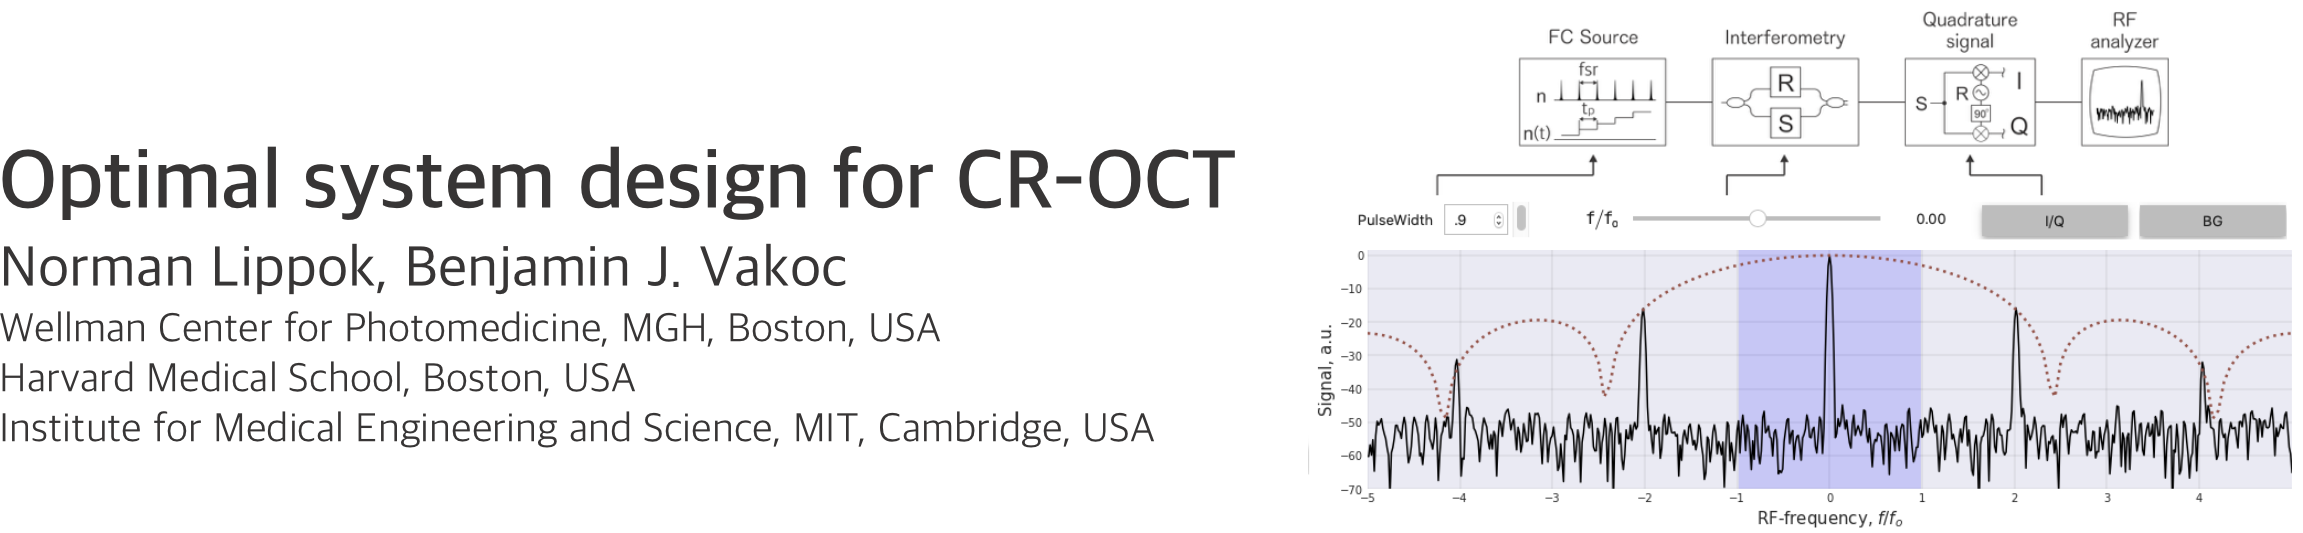 Optimal system design for CR-OCT
Norman Lippok, Benjamin J. Vakoc
Wellman Center for Photomedicine, MGH, Boston, USA
Harvard Medical School, Boston, USA
Institute for Medical Engineering and Science, MIT, Cambridge, USA
FC Source
Interferometry
Quadrature
signal
RF
analyzer
fsr
n
tp
n(t)
R
S
S
R
90°
I
Q
PulseWidth
.9
f/fo
0.00
I/Q
BG
Signal, a.u.
0
−10
−20
−30
−40
−50
−60
−70
−5 −4 −3 −2 −1 0 1 2 3 4
RF-frequency, f/fo